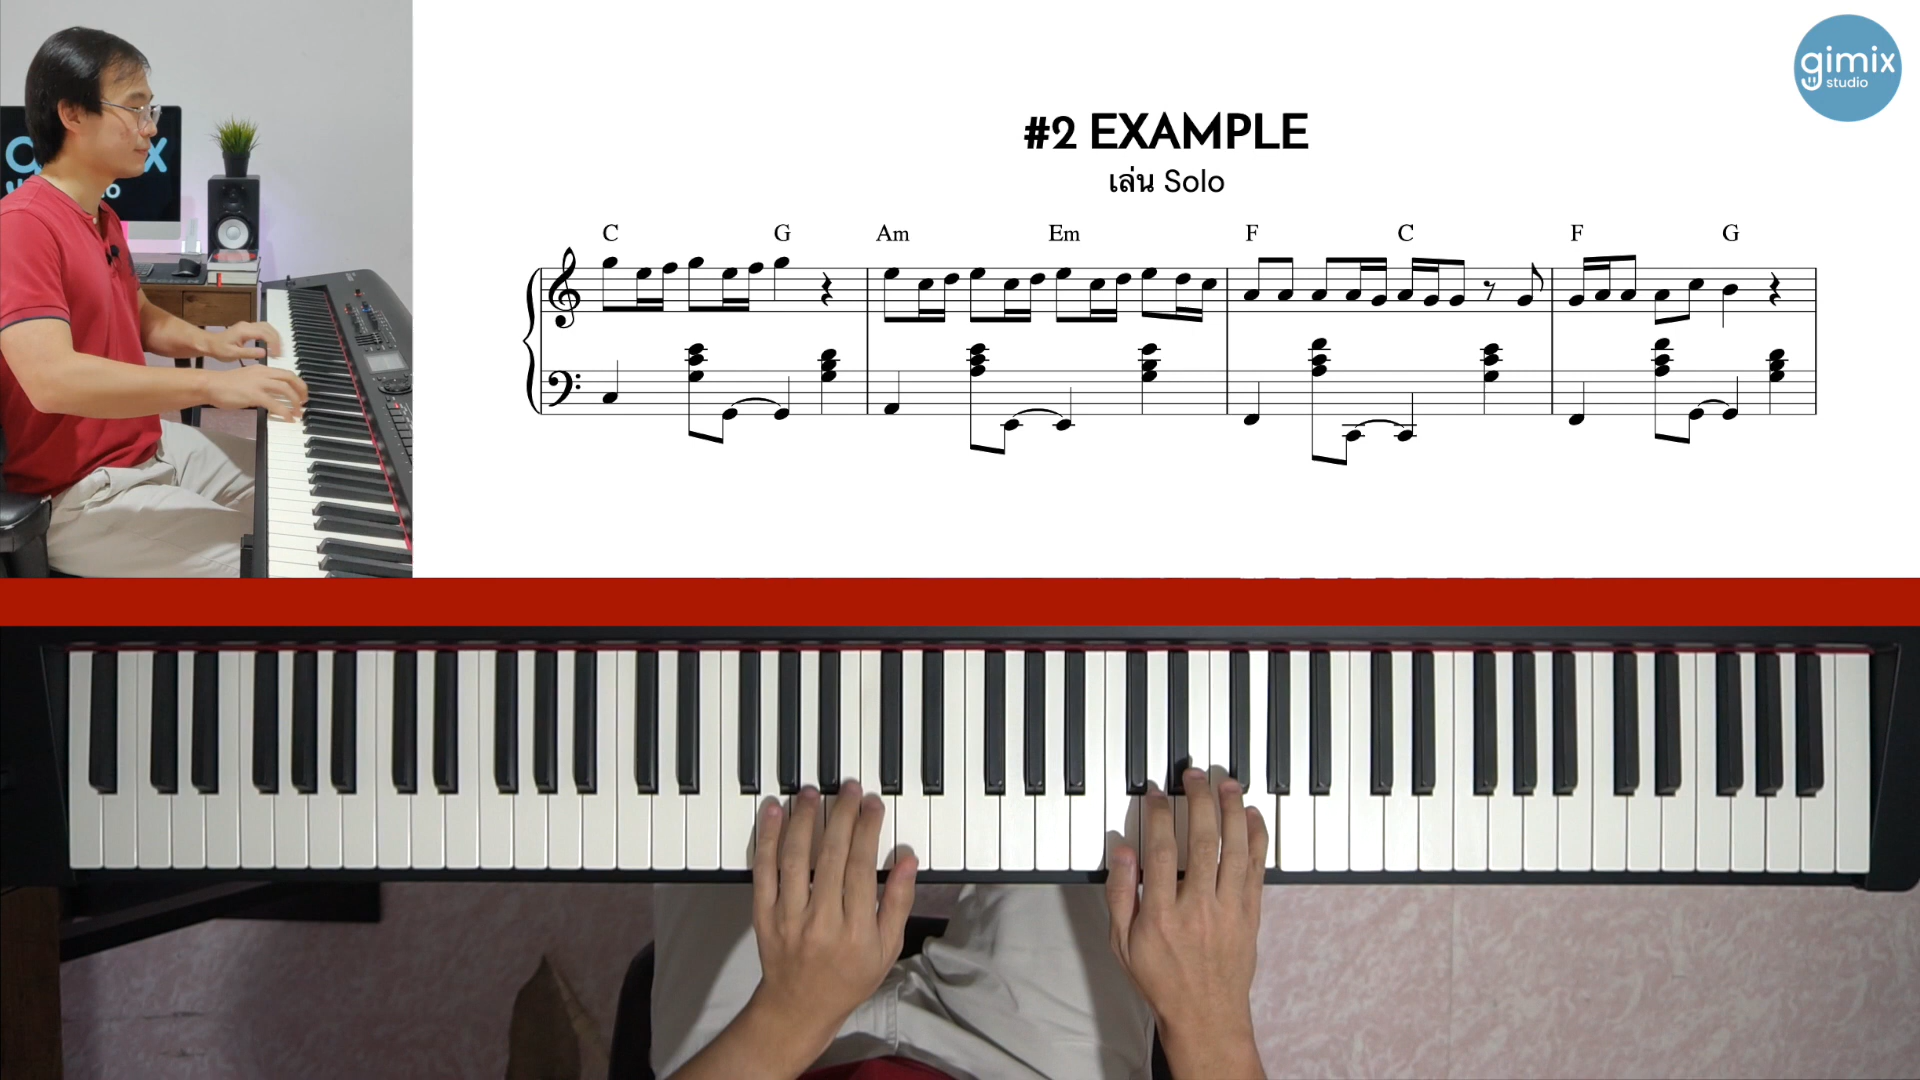 gimix
studio
#2 EXAMPLE
เล่น Solo
C G Am Em F C F G